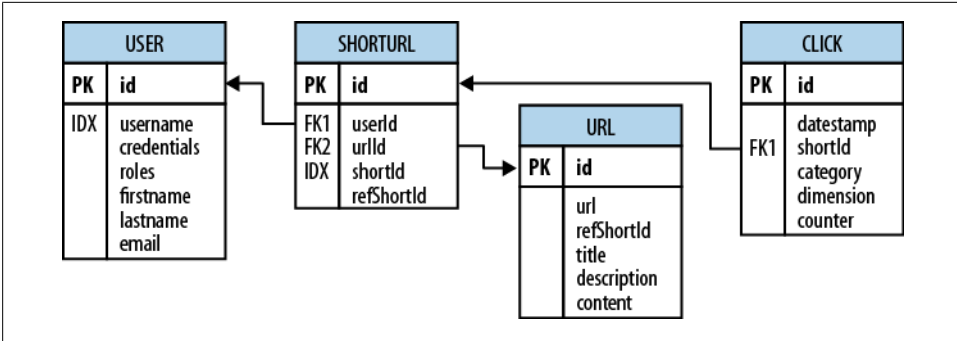 USER
PK id
IDX username
credentials
roles
firstname
lastname
email
SHORTURL
PK id
FK1 userId
FK2 urlId
IDX shortId
refShortId
URL
PK id
url
refShortId
title
description
content
CLICK
PK id
datestamp
FK1 shortId
category
dimension
counter